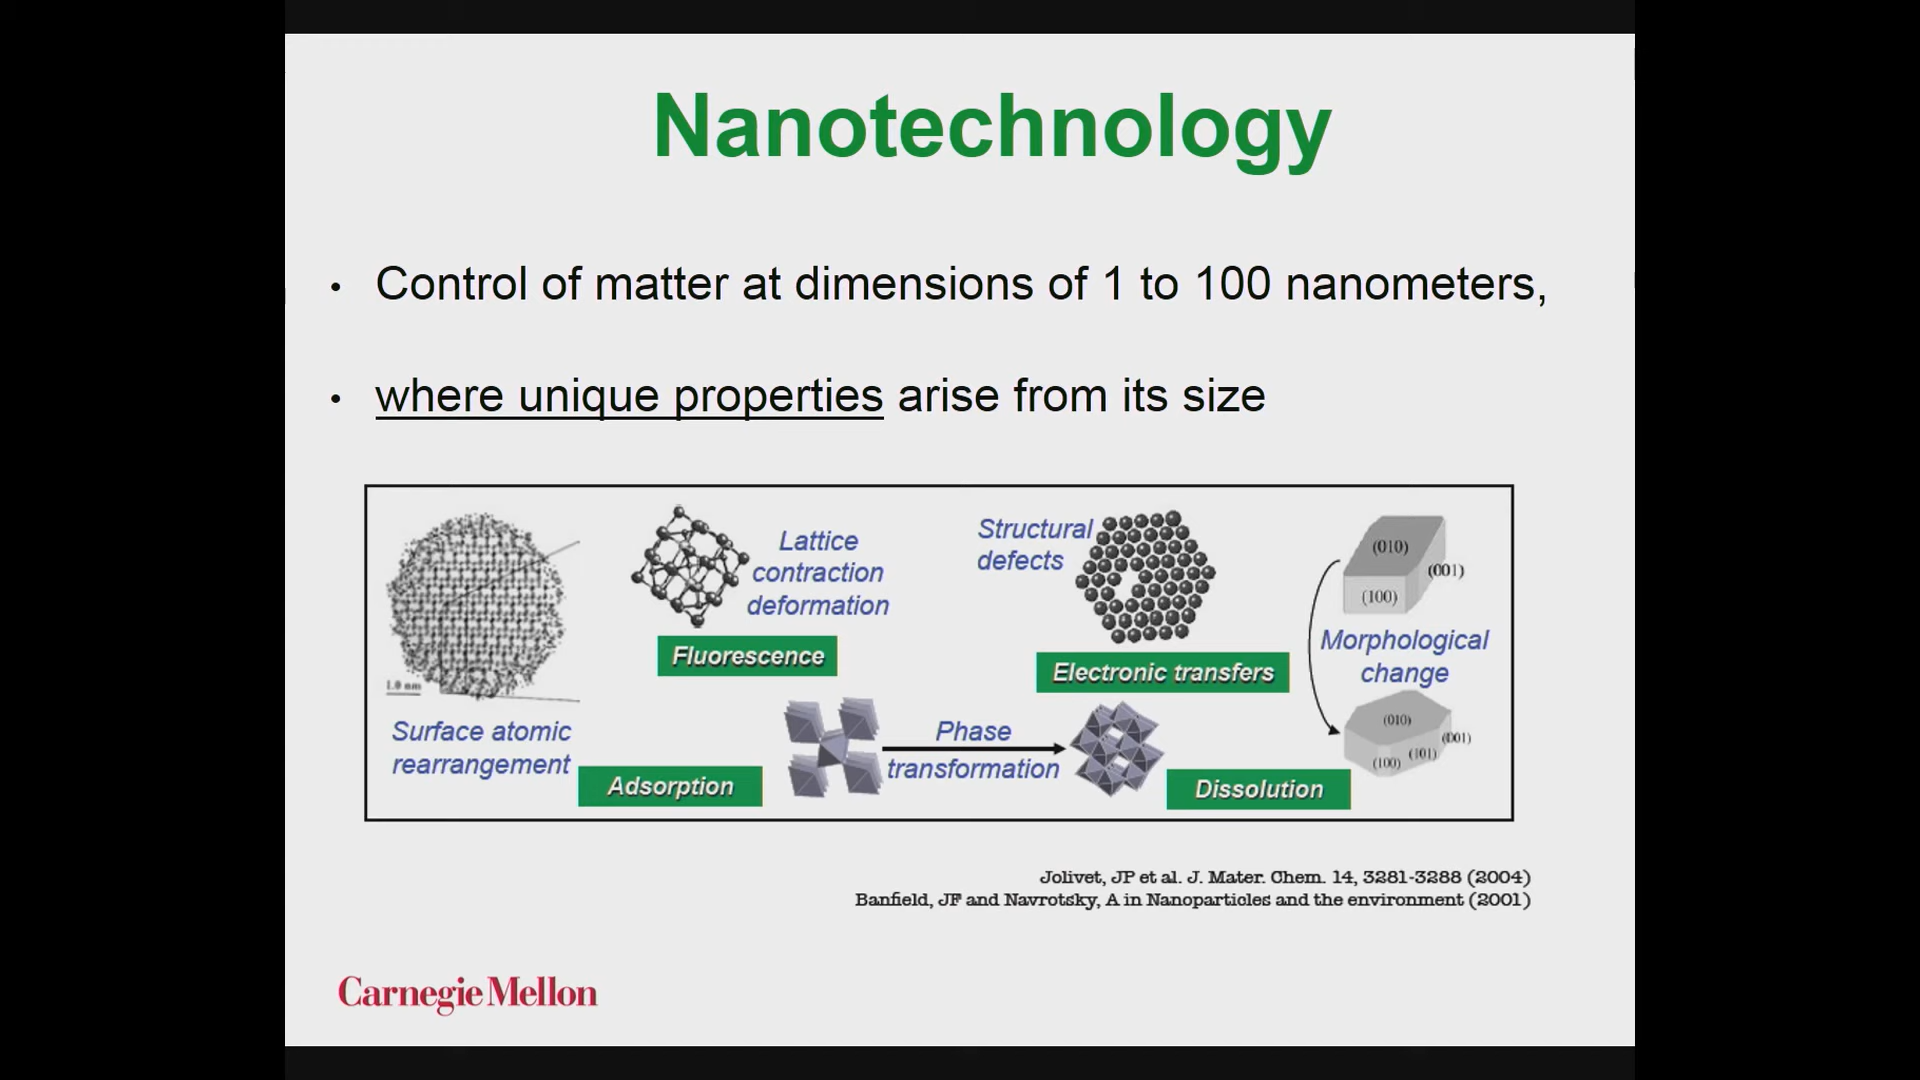 Nanotechnology
• Control of matter at dimensions of 1 to 100 nanometers,
• where unique properties arise from its size
1.0 nm
Surface atomic
rearrangement
Lattice
contraction
deformation
Fluorescence
Adsorption
Phase
transformation
Structural
defects
Electronic transfers
Dissolution
(010)
(001)
(100)
Morphological
change
(010)
(001)
(101)
(100)
Jolivet, JP et al. J. Mater. Chem. 14, 3281-3288 (2004)
Banfield, JF and Navrotsky, A in Nanoparticles and the environment (2001)
Carnegie Mellon